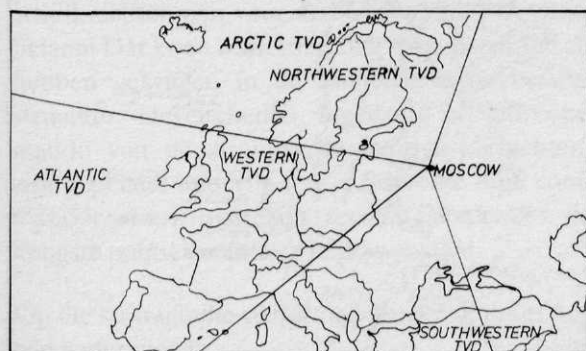 ARCTIC TVD
NORTHWESTERN TVD
ATLANTIC
TVD
WESTERN
TVD
MOSCOW
SOUTHWESTERN
TVD